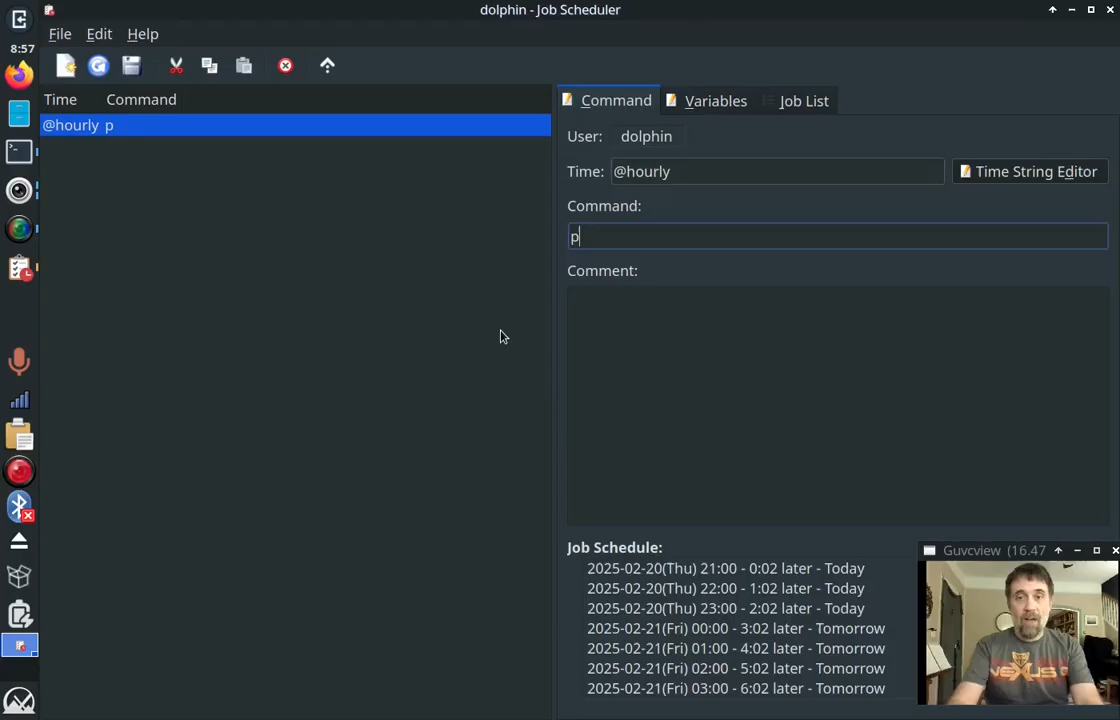 dolphin - Job Scheduler
8:57
File Edit Help
Time Command
@hourly p
Command Variables Job List
User: dolphin
Time: @hourly Time String Editor
Command:
p
Comment:
Job Schedule:
2025-02-20(Thu) 21:00 - 0:02 later - Today
2025-02-20(Thu) 22:00 - 1:02 later - Today
2025-02-20(Thu) 23:00 - 2:02 later - Today
2025-02-21(Fri) 00:00 - 3:02 later - Tomorrow
2025-02-21(Fri) 01:00 - 4:02 later - Tomorrow
2025-02-21(Fri) 02:00 - 5:02 later - Tomorrow
2025-02-21(Fri) 03:00 - 6:02 later - Tomorrow
Guvcview (16.47
NEXUS